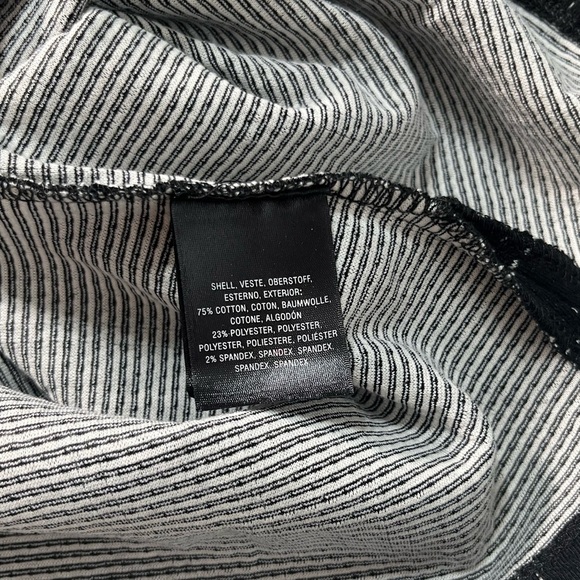 SHELL, VESTE, OBERSTOFF,
ESTERNO, EXTERIOR:
75% COTTON, COTON, BAUMWOLLE,
COTONE, ALGODÓN
23% POLYESTER, POLYESTER,
POLYESTER, POLIESTERE, POLIÉSTER
2% SPANDEX, SPANDEX, SPANDEX,
SPANDEX, SPANDEX